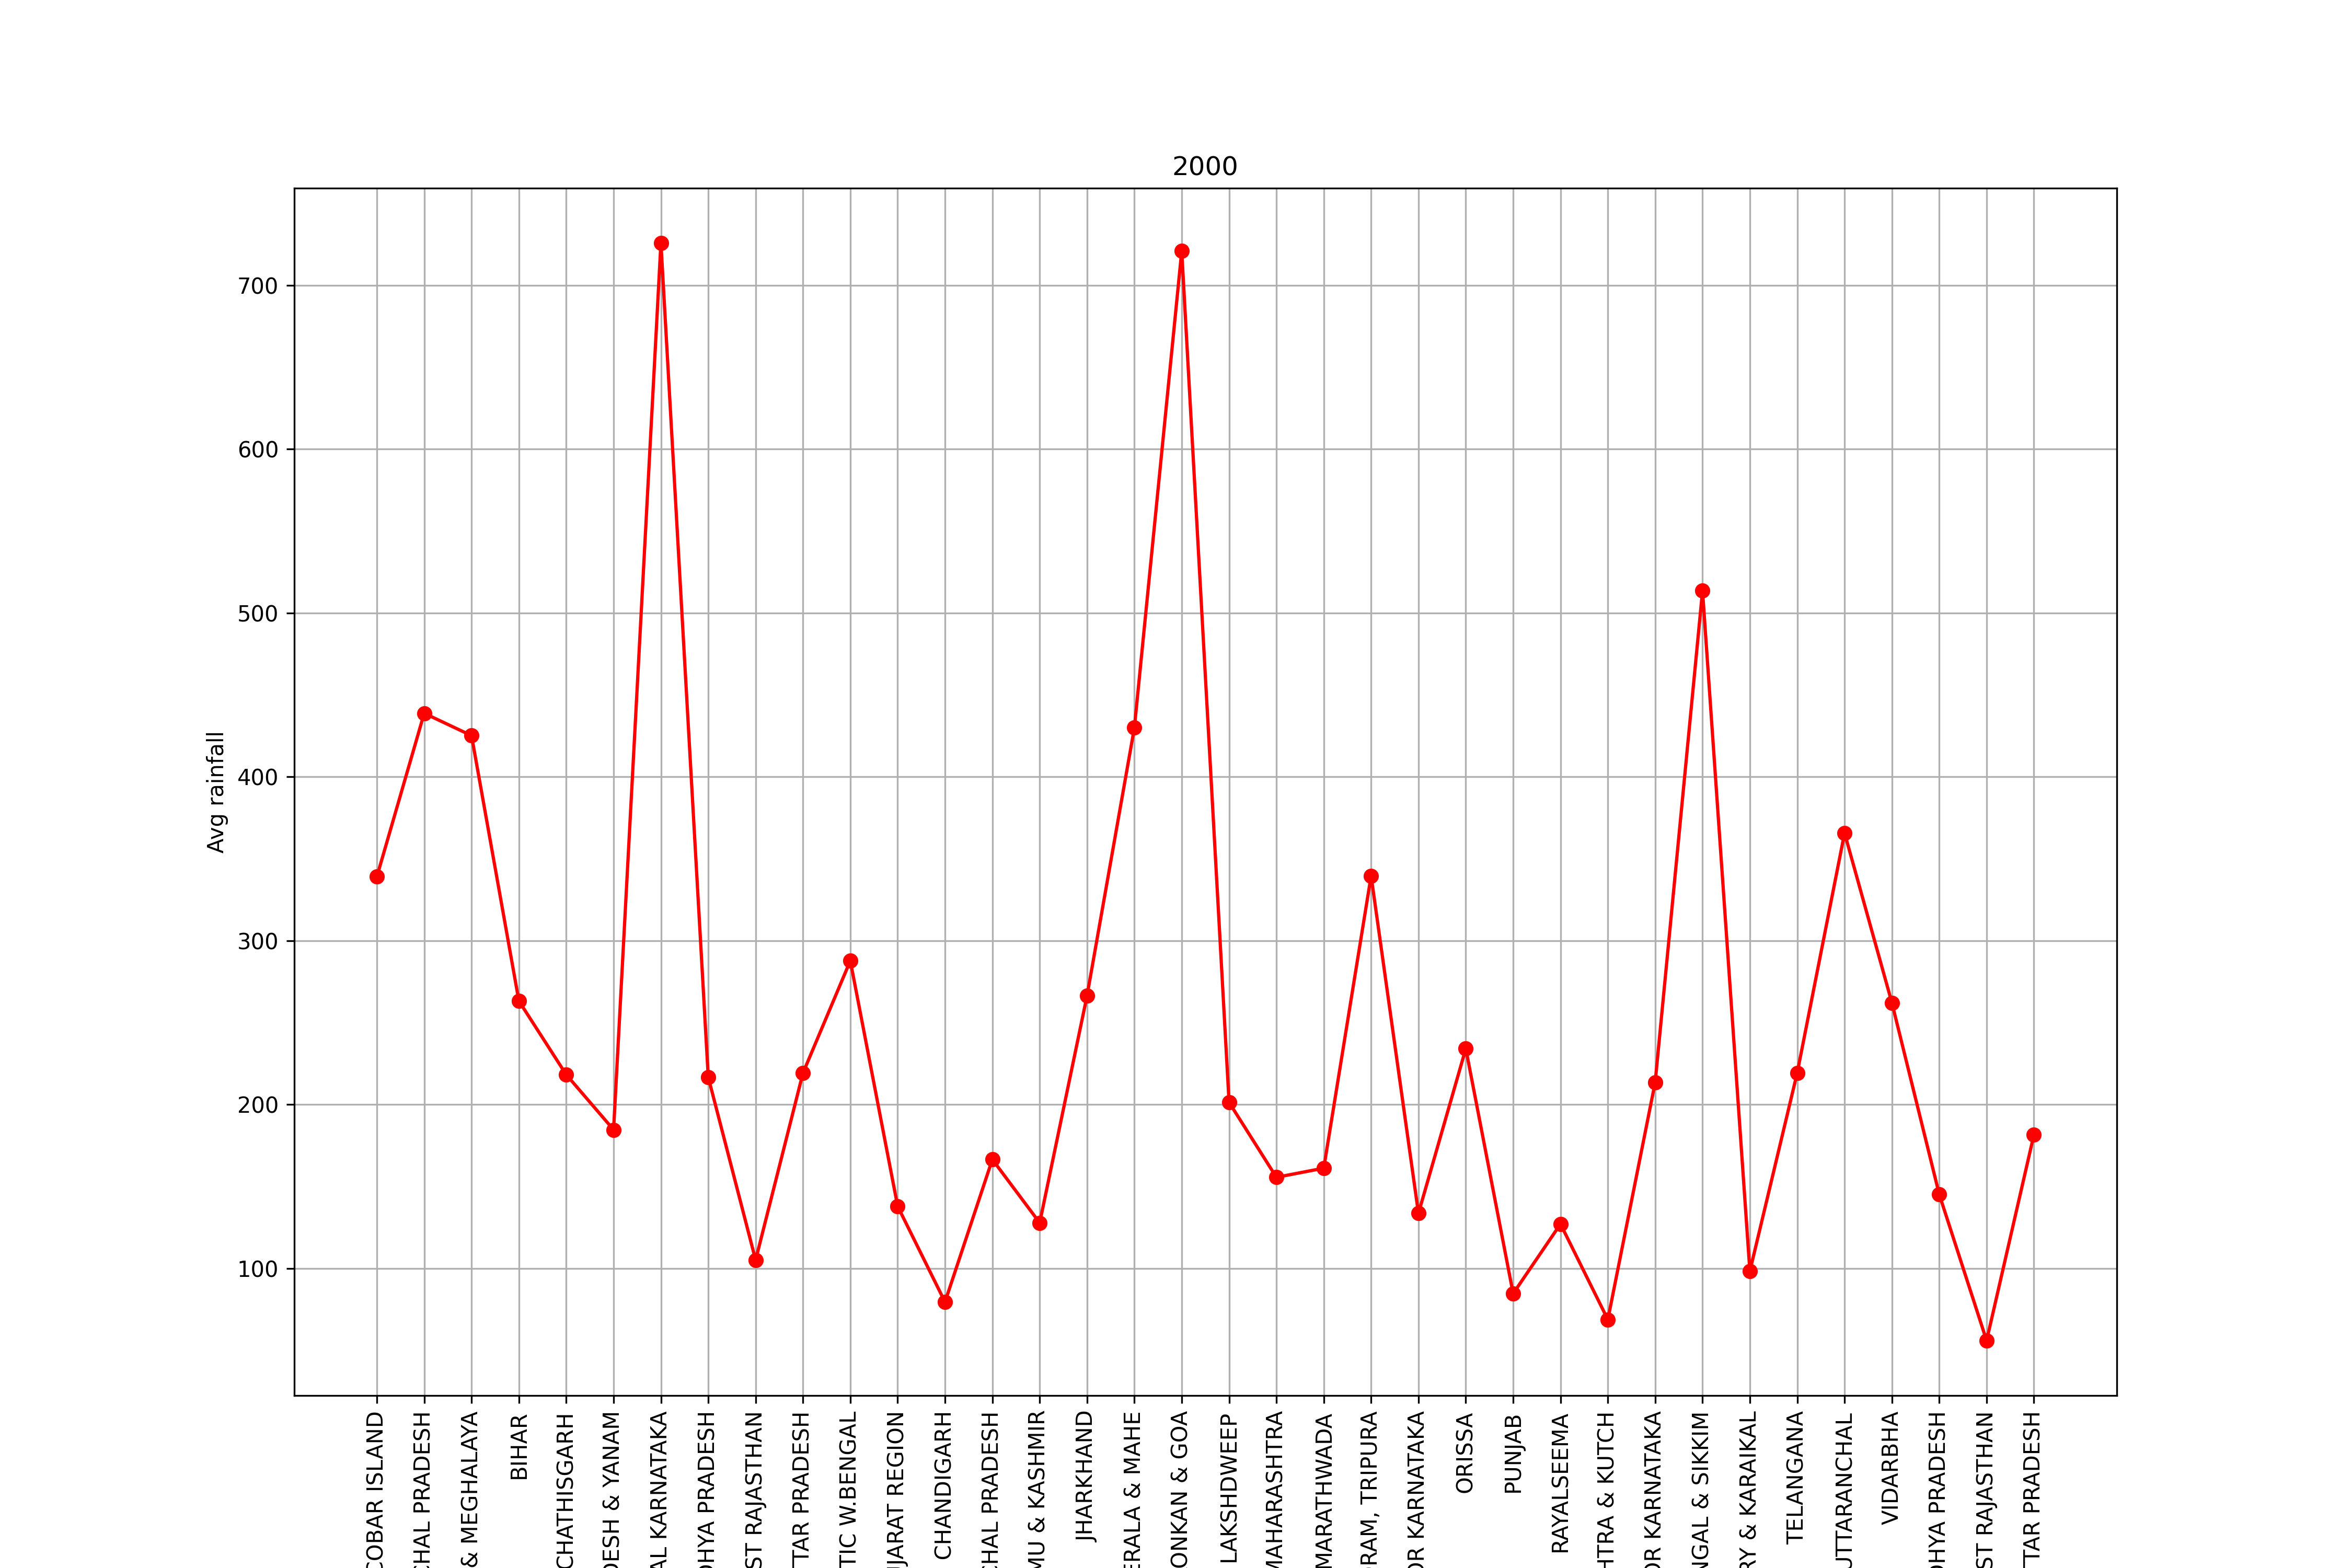 2000
700
600
500
400
300
200
100
Avg rainfall
COBAR ISLAND
CHAL PRADESH
& MEGHALAYA
BIHAR
CHATHISGARH
DESH & YANAM
AL KARNATAKA
DHYA PRADESH
ST RAJASTHAN
TTAR PRADESH
TIC W.BENGAL
JARAT REGION
CHANDIGARH
CHAL PRADESH
MU & KASHMIR
JHARKHAND
ERALA & MAHE
ONKAN & GOA
LAKSHDWEEP
MAHARASHTRA
MARATHWADA
RAM, TRIPURA
OR KARNATAKA
ORISSA
PUNJAB
RAYALSEEMA
HTRA & KUTCH
OR KARNATAKA
NGAL & SIKKIM
RY & KARAIKAL
TELANGANA
UTTARANCHAL
VIDARBHA
DHYA PRADESH
ST RAJASTHAN
TTAR PRADESH